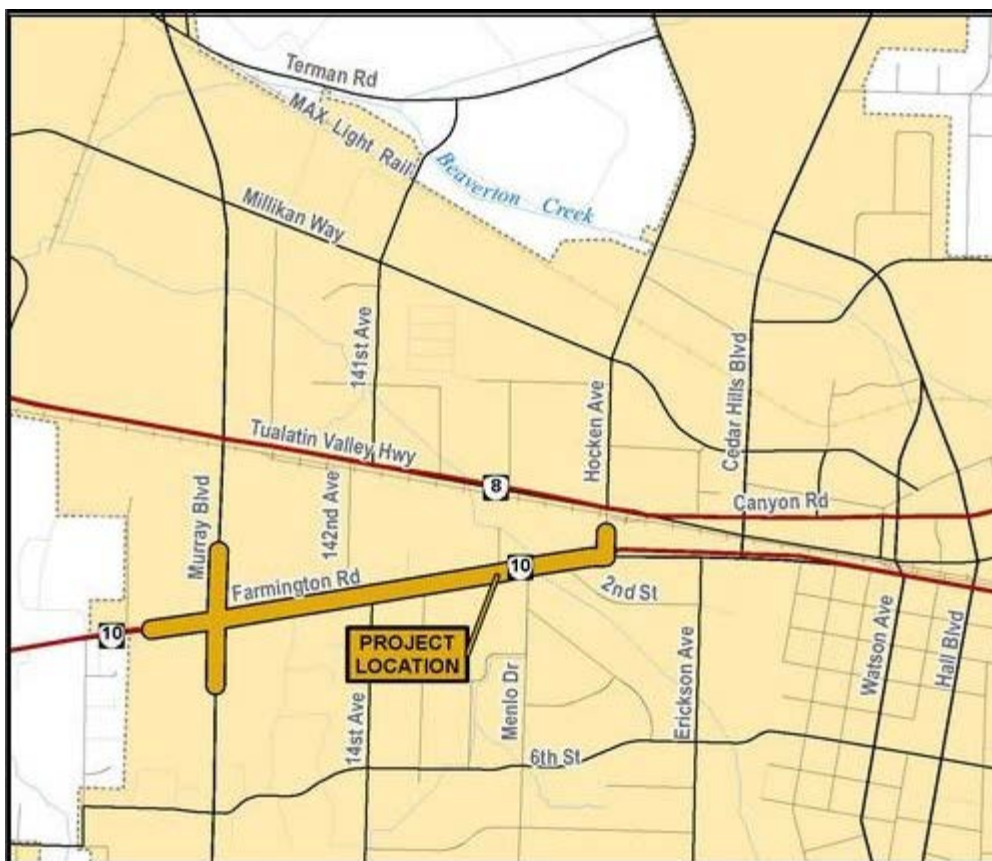 Terman Rd
MAX Light Rail
Beaverton Creek
Millikan Way
141st Ave
Hocken Ave
Cedar Hills Blvd
Tualatin Valley Hwy
8
Canyon Rd
Murray Blvd
142nd Ave
Farmington Rd
10
10
2nd St
PROJECT
LOCATION
14st Ave
Menlo Dr
Erickson Ave
Watson Ave
Hall Blvd
6th St